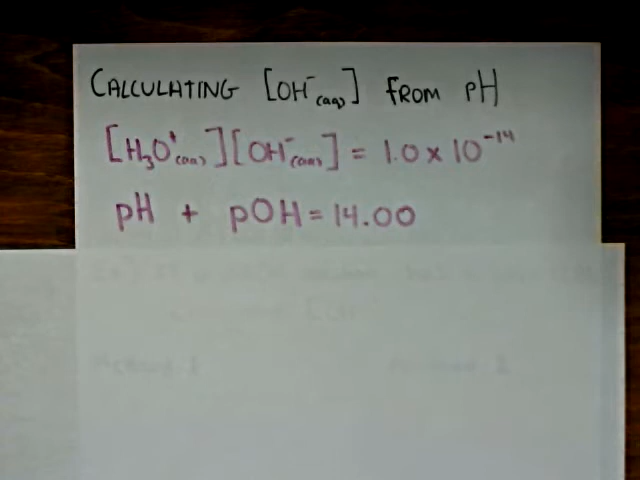 CALCULATING [OH⁻(aq)] FROM pH
[H₃O⁺(aq)][OH⁻(aq)] = 1.0 x 10⁻¹⁴
pH + pOH = 14.00